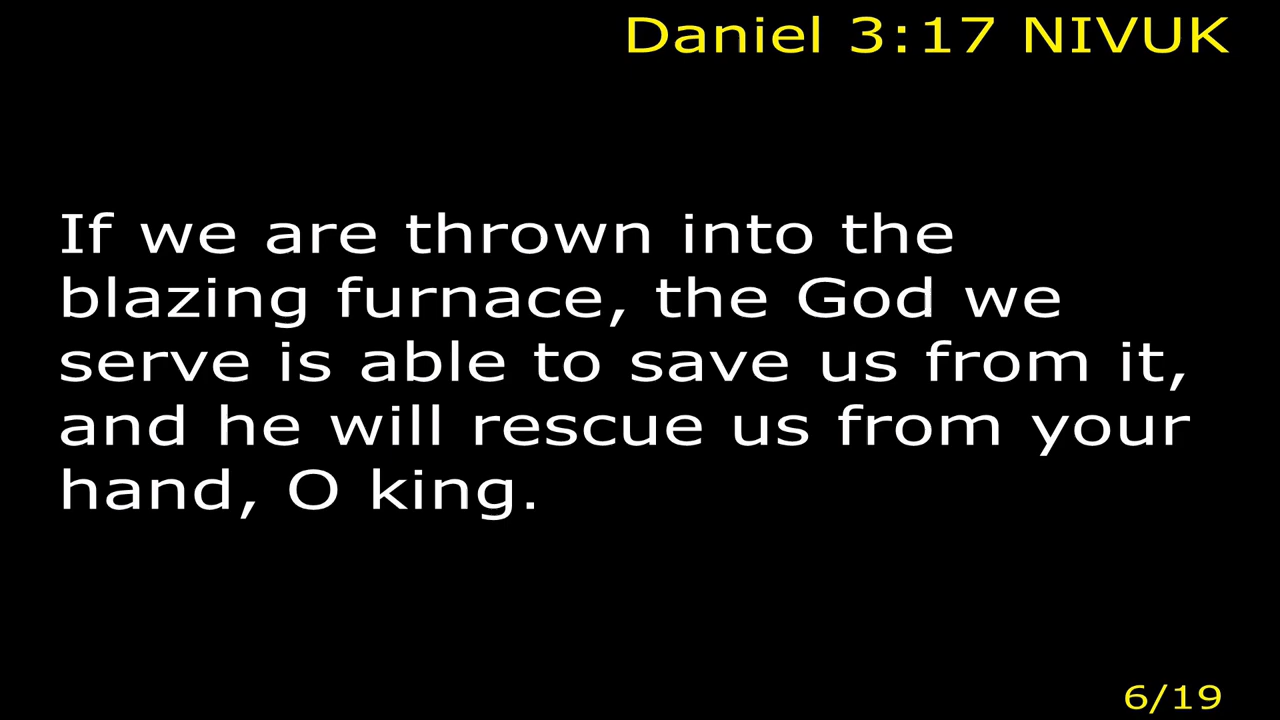 Daniel 3:17 NIVUK
If we are thrown into the
blazing furnace, the God we
serve is able to save us from it,
and he will rescue us from your
hand, O king.
6/19